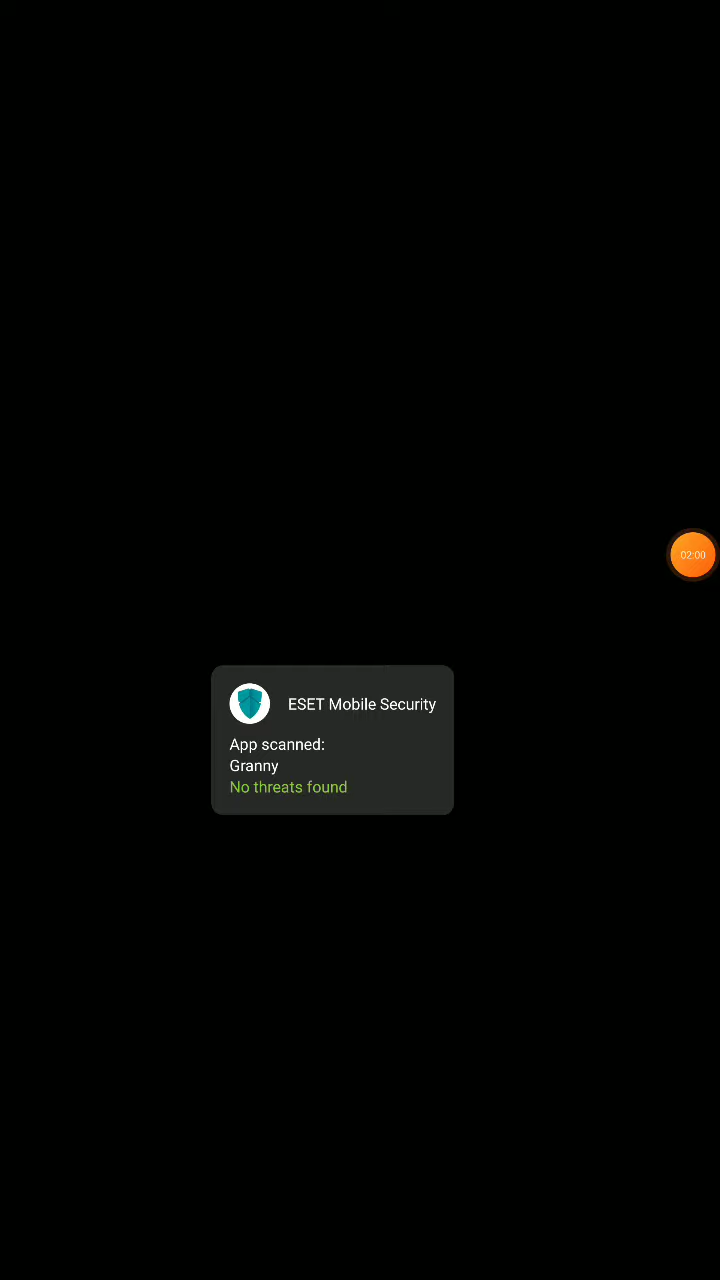 02:00
ESET Mobile Security
App scanned:
Granny
No threats found